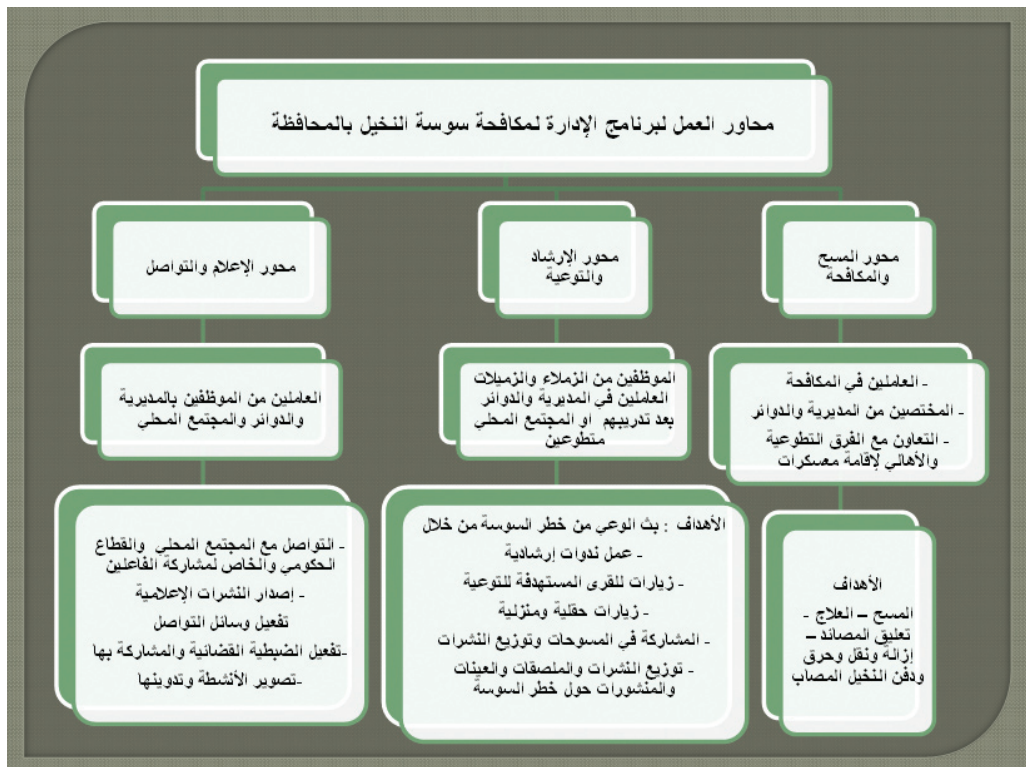 محاور العمل لبرنامج الإدارة لمكافحة سوسة النخيل بالمحافظة
محور المسح
والمكافحة
- العاملين في المكافحة
- المختصين من المديرية والدوائر
- التعاون مع الفرق التطوعية
والأهالي لإقامة معسكرات
الأهداف
المسح – العلاج -
تعليق المصائد –
إزالة ونقل وحرق
ودفن النخيل المصاب
محور الإرشاد
والتوعية
الموظفين من الزملاء والزميلات
العاملين في المديرية والدوائر
بعد تدريبهم او المجتمع المحلي
متطوعين
الأهداف : بث الوعي من خطر السوسة من خلال
- عمل ندوات إرشادية
- زيارات للقرى المستهدفة للتوعية
- زيارات حقلية ومنزلية
- المشاركة في المسوحات وتوزيع النشرات
- توزيع النشرات والملصقات والعينات
والمنشورات حول خطر السوسة
محور الإعلام والتواصل
العاملين من الموظفين بالمديرية
والدوائر والمجتمع المحلي
- التواصل مع المجتمع المحلي والقطاع
الحكومي والخاص لمشاركة الفاعلين
- إصدار النشرات الإعلامية
تفعيل وسائل التواصل
-تفعيل الضبطية القضائية والمشاركة بها
-تصوير الأنشطة وتدوينها